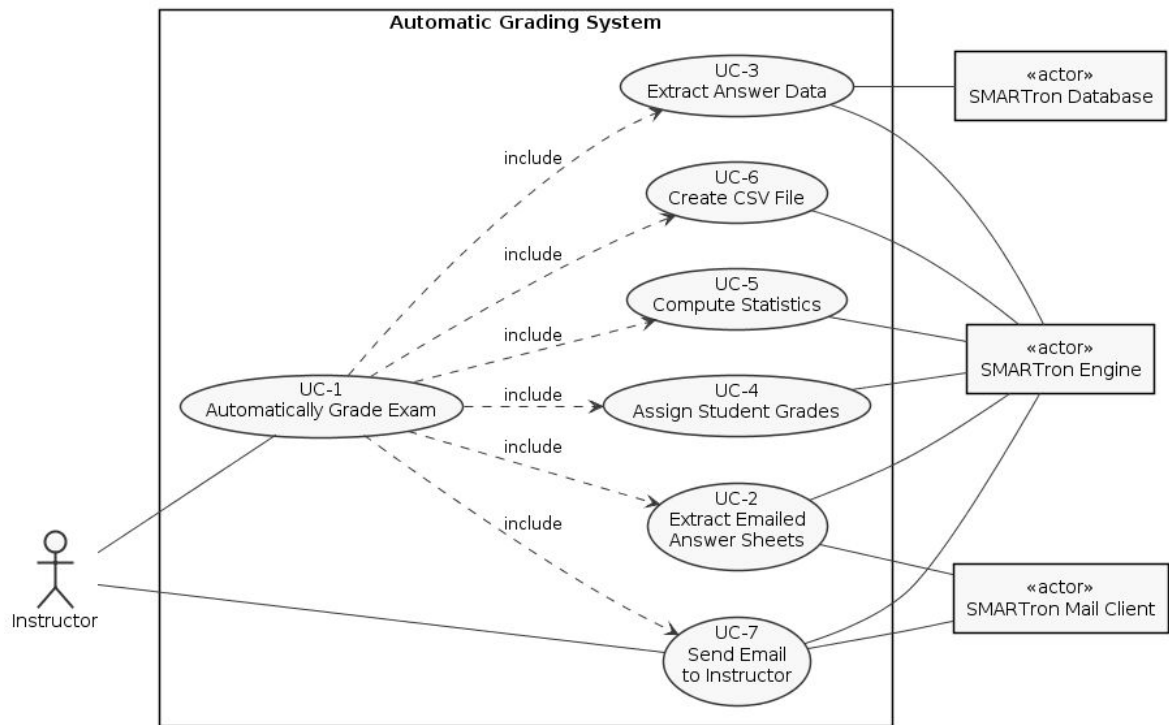 Automatic Grading System
UC-3
Extract Answer Data
«actor»
SMARTron Database
include
UC-6
Create CSV File
include
UC-5
Compute Statistics
include
«actor»
SMARTron Engine
UC-1
Automatically Grade Exam
include
UC-4
Assign Student Grades
include
UC-2
Extract Emailed
Answer Sheets
include
«actor»
SMARTron Mail Client
Instructor
UC-7
Send Email
to Instructor